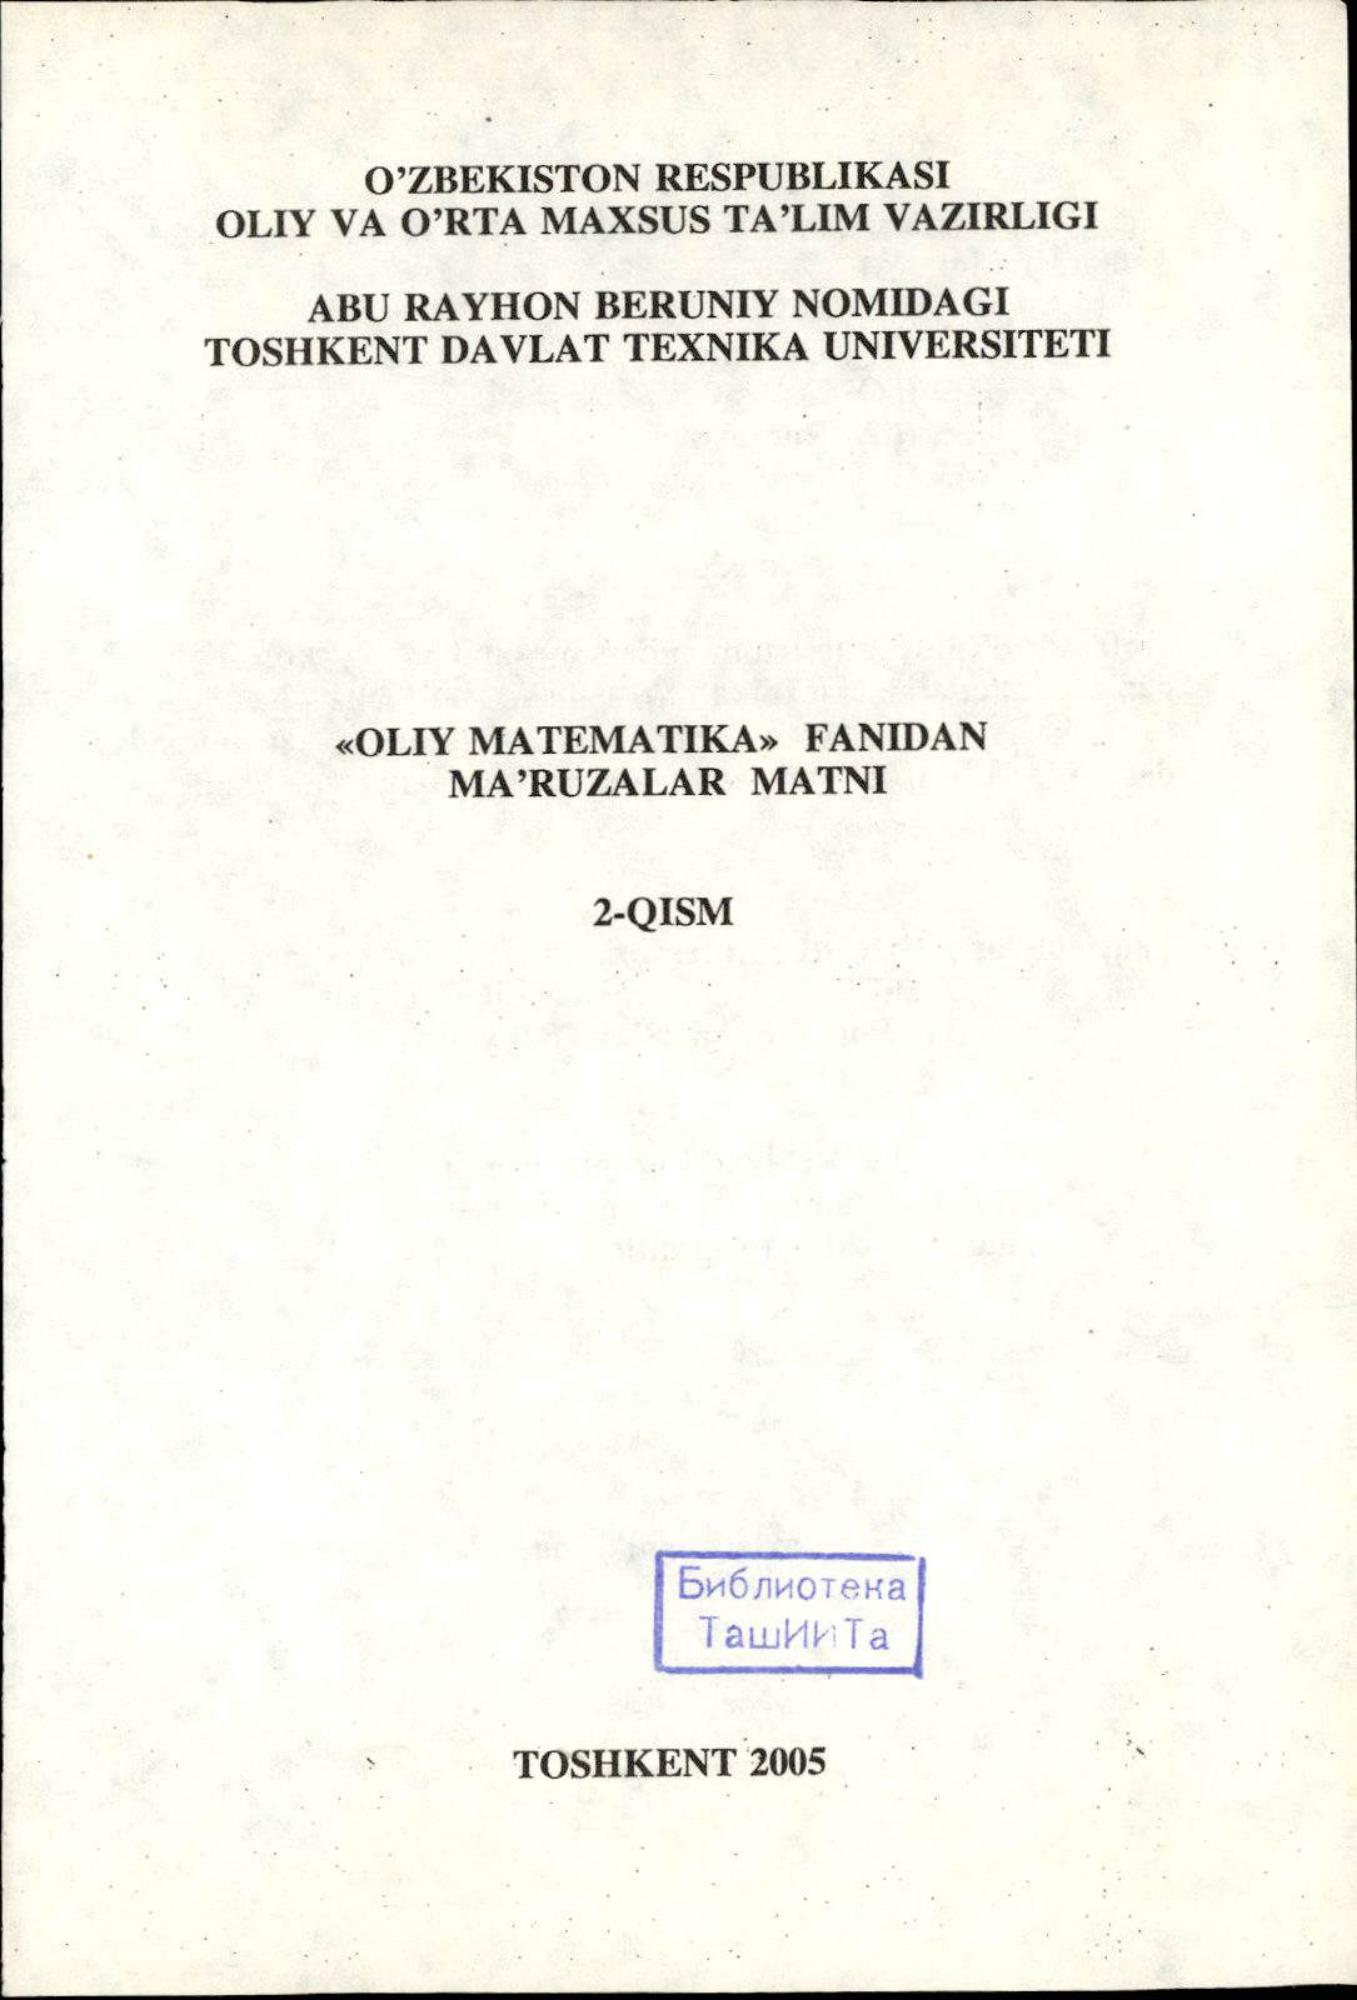 O'ZBEKISTON RESPUBLIKASI
OLIY VA O'RTA MAXSUS TA'LIM VAZIRLIGI
ABU RAYHON BERUNIY NOMIDAGI
TOSHKENT DAVLAT TEXNIKA UNIVERSITETI
«OLIY MATEMATIKA» FANIDAN
MA'RUZALAR MATNI
2-QISM
Библиотека
ТашИИТа
TOSHKENT 2005